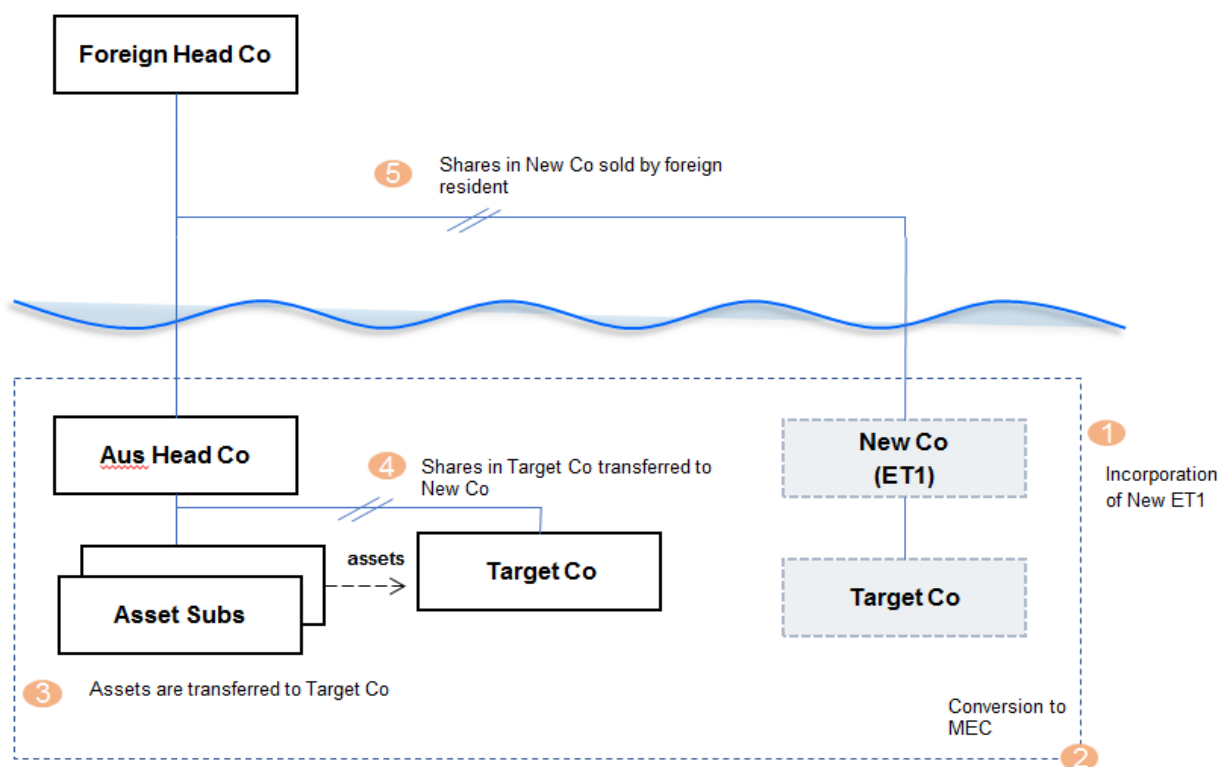 Foreign Head Co
5
Shares in New Co sold by foreign
resident
Aus Head Co
4
Shares in Target Co transferred to
New Co
New Co
(ET1)
1
Incorporation
of New ET1
assets
Target Co
Asset Subs
Target Co
3
Assets are transferred to Target Co
Conversion to
MEC
2